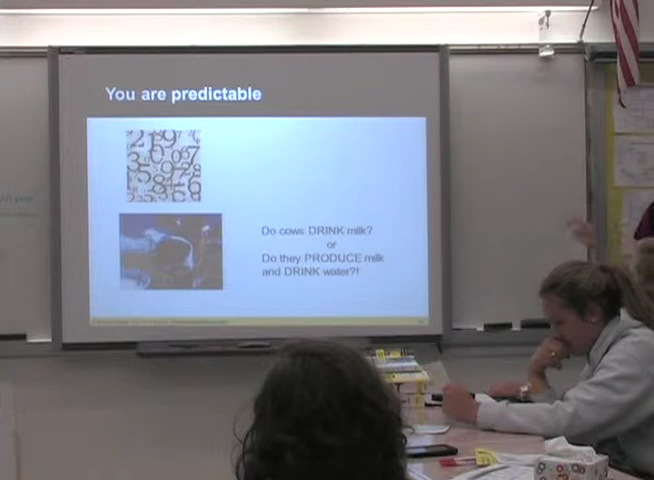 You are predictable
Do cows DRINK milk?
or
Do they PRODUCE milk
and DRINK water?!